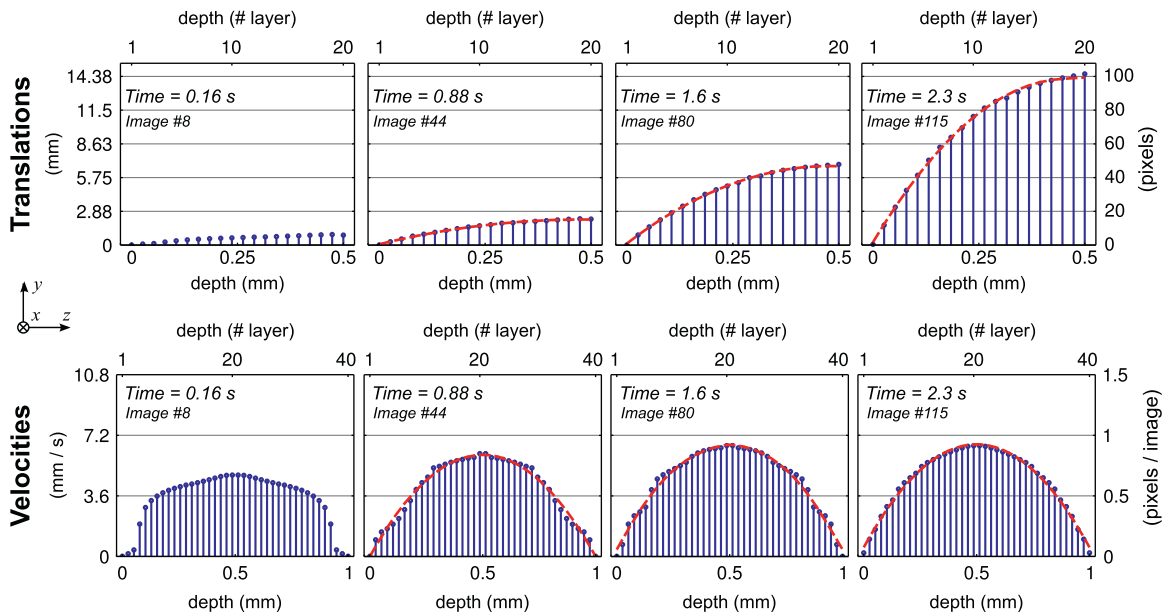 depth (# layer) depth (# layer) depth (# layer) depth (# layer)
1 10 20 1 10 20 1 10 20 1 10 20
Translations
(mm)
14.38
11.5
8.63
5.75
2.88
0
Time = 0.16 s
Image #8
Time = 0.88 s
Image #44
Time = 1.6 s
Image #80
Time = 2.3 s
Image #115
100
80
60
40
20
0
(pixels)
0 0.25 0.5 0 0.25 0.5 0 0.25 0.5 0 0.25 0.5
depth (mm) depth (mm) depth (mm) depth (mm)
y
x z
depth (# layer) depth (# layer) depth (# layer) depth (# layer)
1 20 40 1 20 40 1 20 40 1 20 40
Velocities
(mm / s)
10.8
7.2
3.6
0
Time = 0.16 s
Image #8
Time = 0.88 s
Image #44
Time = 1.6 s
Image #80
Time = 2.3 s
Image #115
1.5
1
0.5
0
(pixels / image)
0 0.5 1 0 0.5 1 0 0.5 1 0 0.5 1
depth (mm) depth (mm) depth (mm) depth (mm)